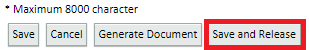 * Maximum 8000 character
Save Cancel Generate Document Save and Release